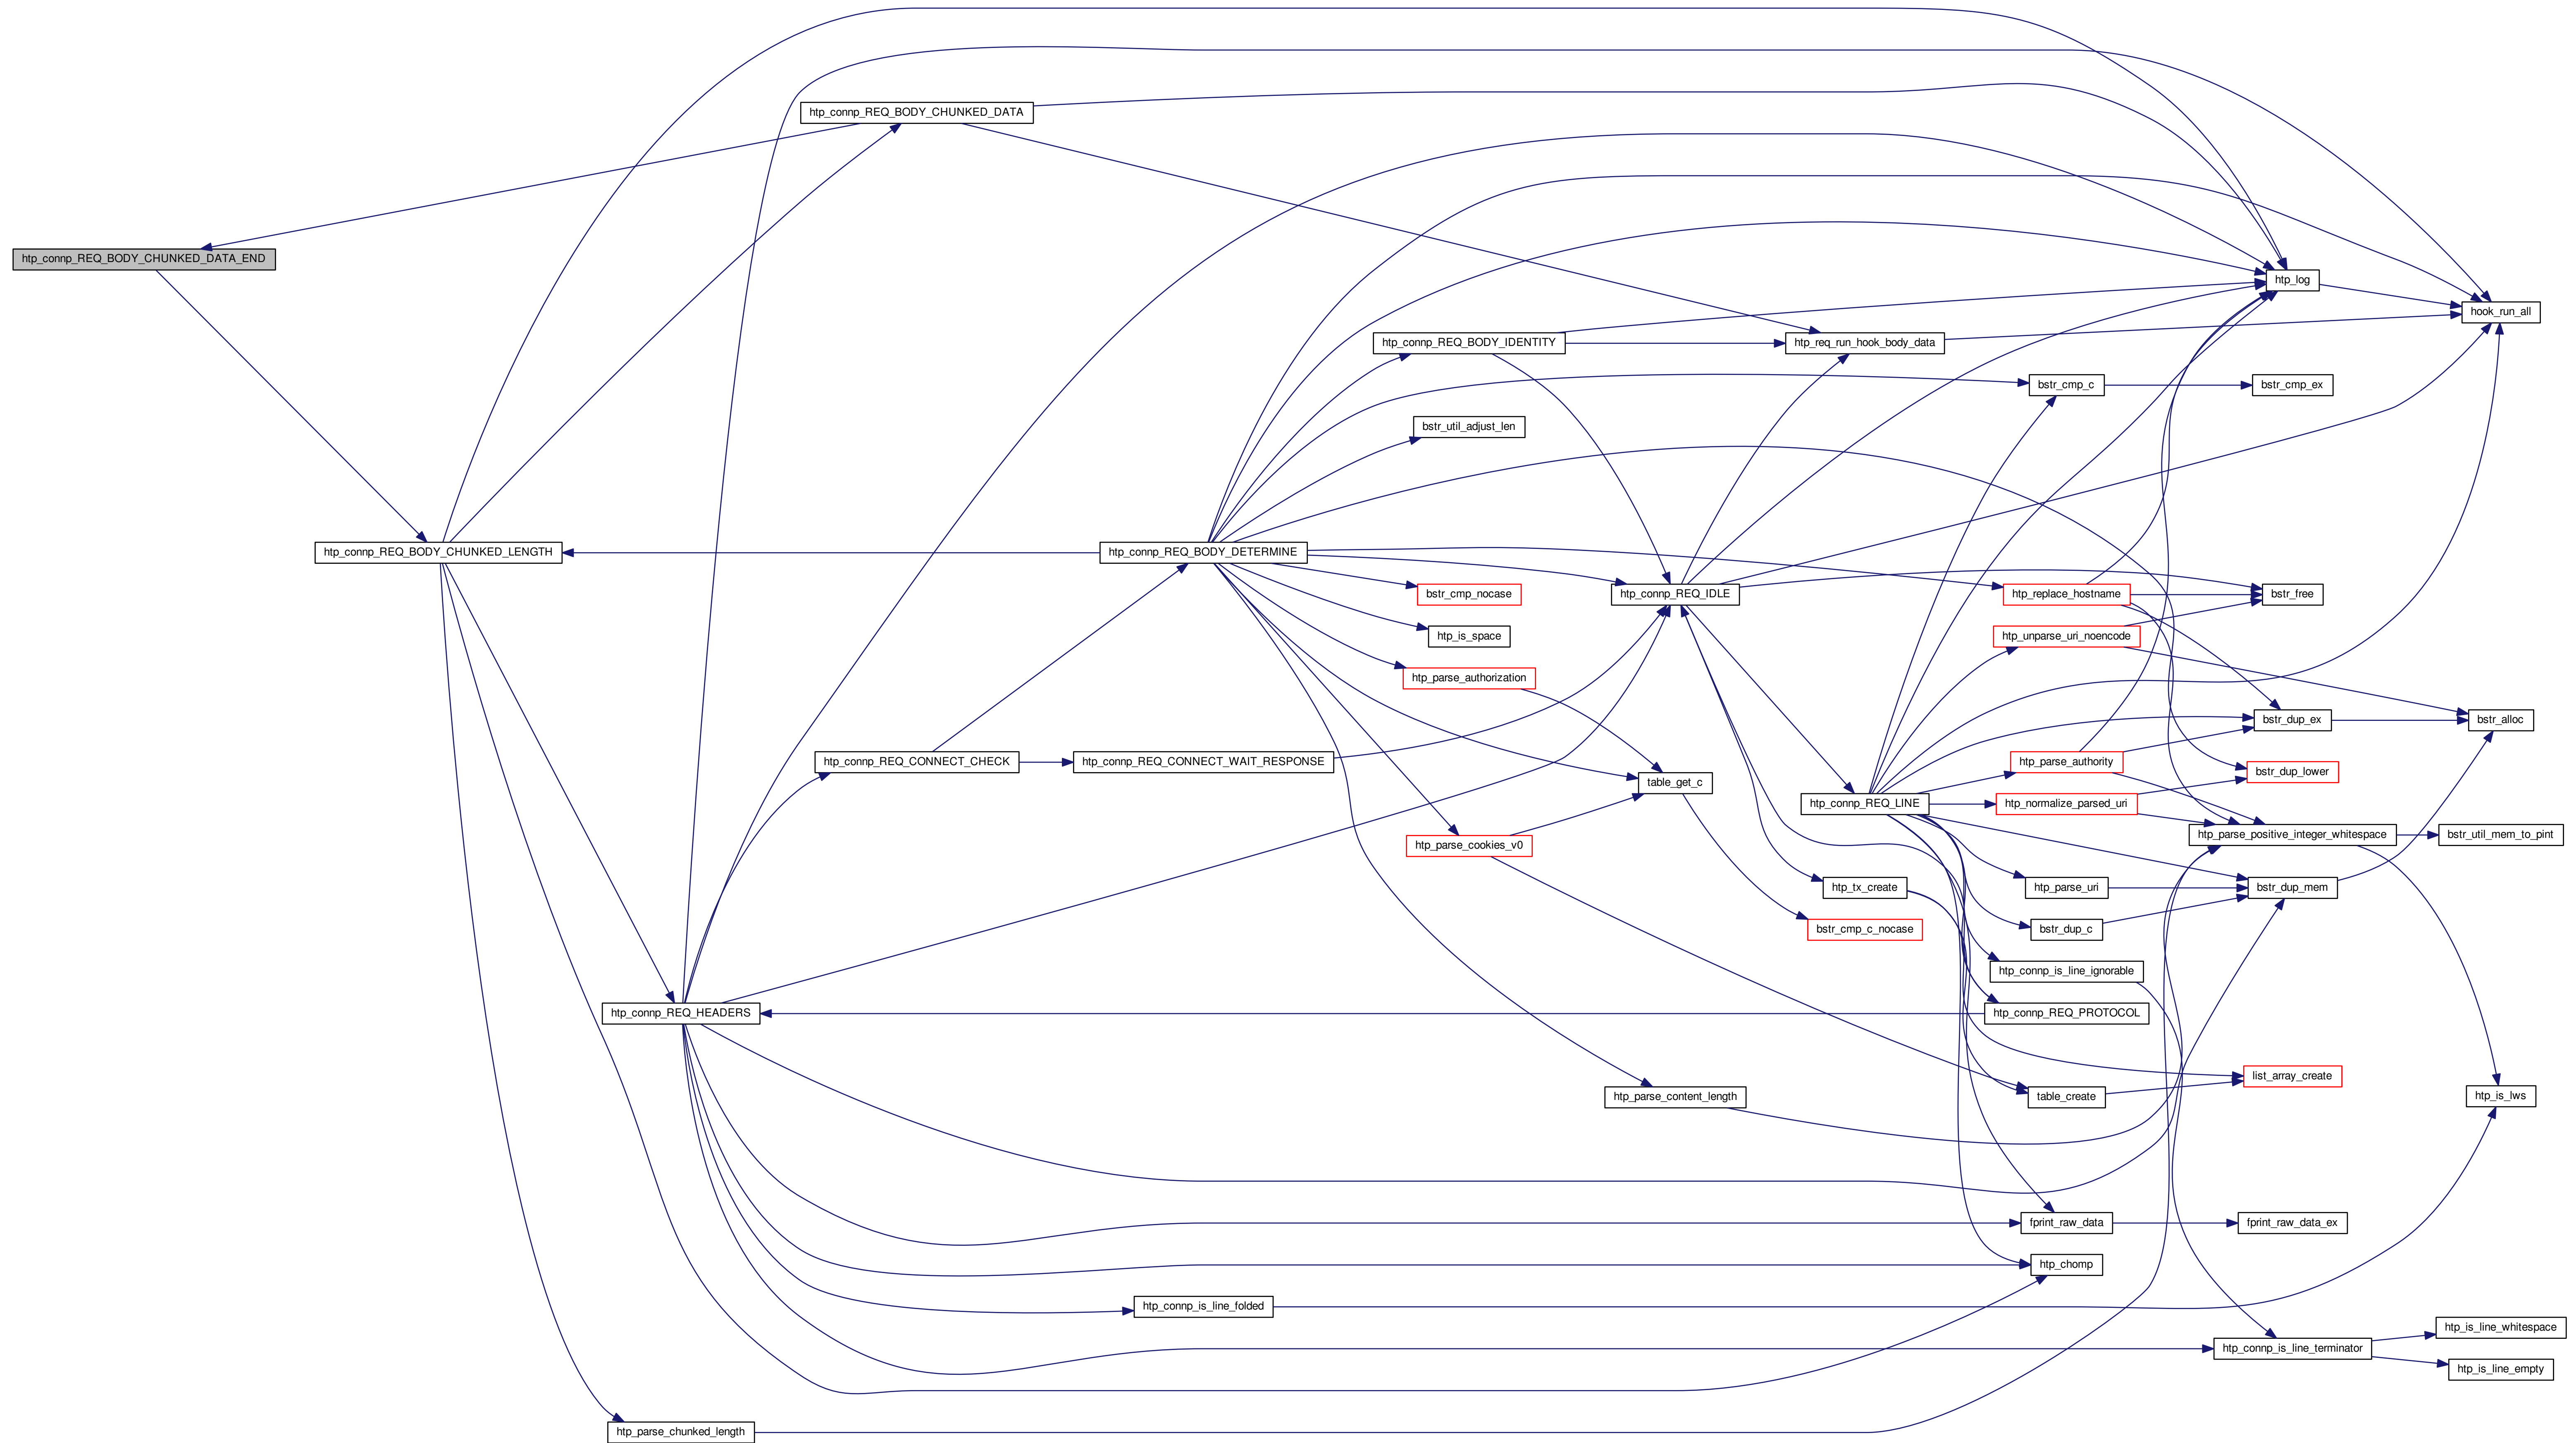 htp_connp_REQ_BODY_CHUNKED_DATA
htp_connp_REQ_BODY_CHUNKED_DATA_END
htp_log
hook_run_all
htp_connp_REQ_BODY_IDENTITY
htp_req_run_hook_body_data
bstr_cmp_c
bstr_cmp_ex
bstr_util_adjust_len
htp_connp_REQ_BODY_CHUNKED_LENGTH
htp_connp_REQ_BODY_DETERMINE
bstr_cmp_nocase
htp_connp_REQ_IDLE
htp_replace_hostname
bstr_free
htp_is_space
htp_unparse_uri_noencode
htp_parse_authorization
bstr_dup_ex
bstr_alloc
htp_connp_REQ_CONNECT_CHECK
htp_connp_REQ_CONNECT_WAIT_RESPONSE
htp_parse_authority
table_get_c
bstr_dup_lower
htp_connp_REQ_LINE
htp_normalize_parsed_uri
htp_parse_positive_integer_whitespace
bstr_util_mem_to_pint
htp_parse_cookies_v0
htp_tx_create
htp_parse_uri
bstr_dup_mem
bstr_cmp_c_nocase
bstr_dup_c
htp_connp_is_line_ignorable
htp_connp_REQ_HEADERS
htp_connp_REQ_PROTOCOL
list_array_create
htp_parse_content_length
table_create
htp_is_lws
fprint_raw_data
fprint_raw_data_ex
htp_chomp
htp_connp_is_line_folded
htp_is_line_whitespace
htp_connp_is_line_terminator
htp_is_line_empty
htp_parse_chunked_length